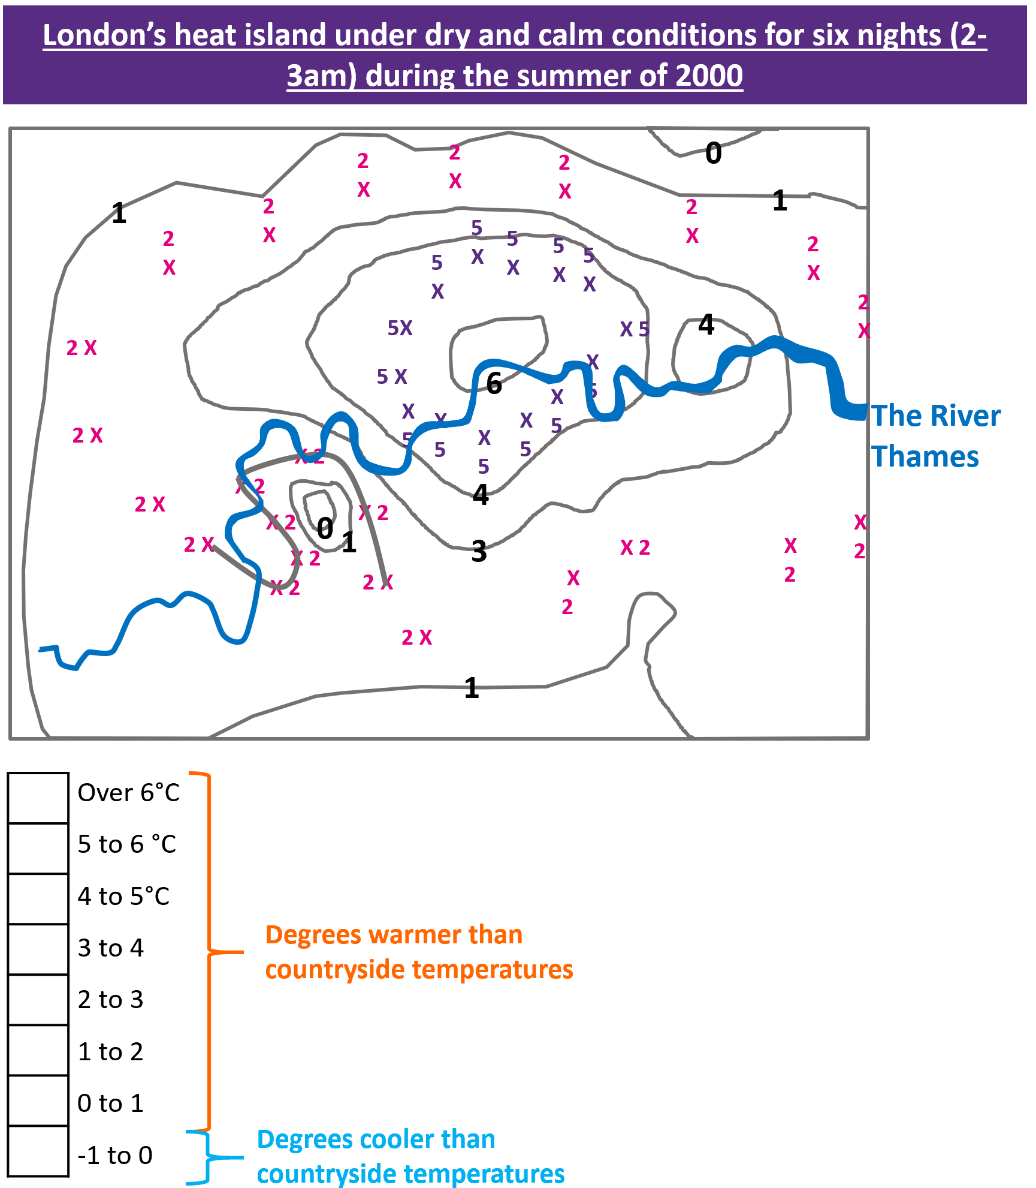 London's heat island under dry and calm conditions for six nights (2-
3am) during the summer of 2000
0
2 2 2
X X X
1
1
2 2
X X
2 2
X X
5 5 5 5
X X X X
5
X
2
X
5X
X 5
4
2 X
X
5
5 X
6
X
5
X
5
X
5
X
5
X
5
X
5
The River
Thames
2 X
X 2
X 2
4
2 X
X 2
X 2
0
1
3
2 X
X 2
X 2
2 X
X 2
X
2
X
2
X
2
2 X
1
Over 6°C
5 to 6 °C
4 to 5°C
3 to 4
2 to 3
1 to 2
0 to 1
-1 to 0
Degrees warmer than
countryside temperatures
Degrees cooler than
countryside temperatures